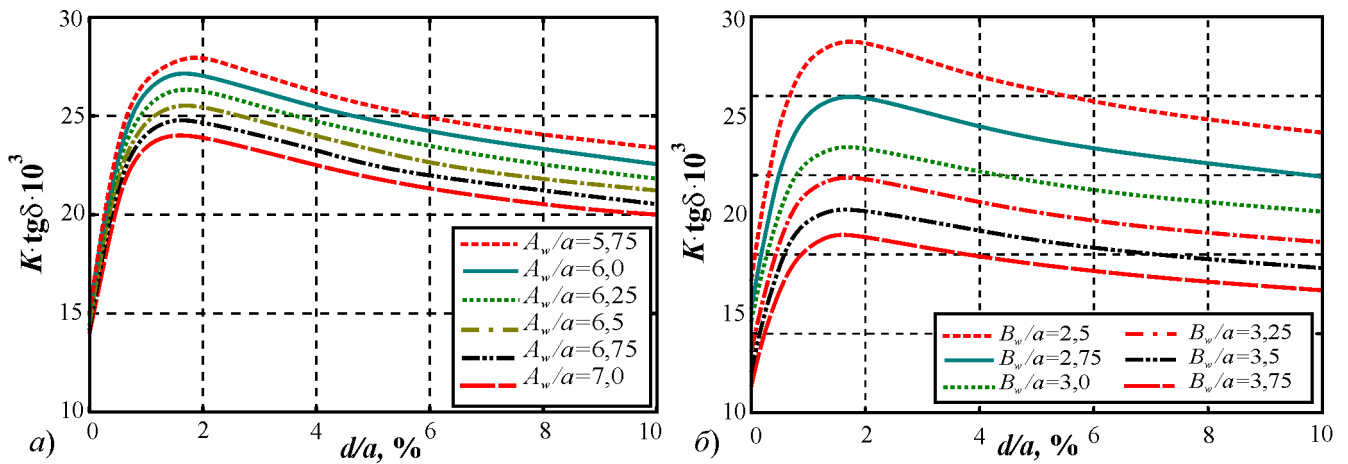 30
25
20
15
10
K·tgδ·10³
0
2
4
6
8
10
d/a, %
а)
A_w/a=5,75
A_w/a=6,0
A_w/a=6,25
A_w/a=6,5
A_w/a=6,75
A_w/a=7,0
30
25
20
15
10
K·tgδ·10³
0
2
4
6
8
10
d/a, %
б)
B_w/a=2,5
B_w/a=2,75
B_w/a=3,0
B_w/a=3,25
B_w/a=3,5
B_w/a=3,75